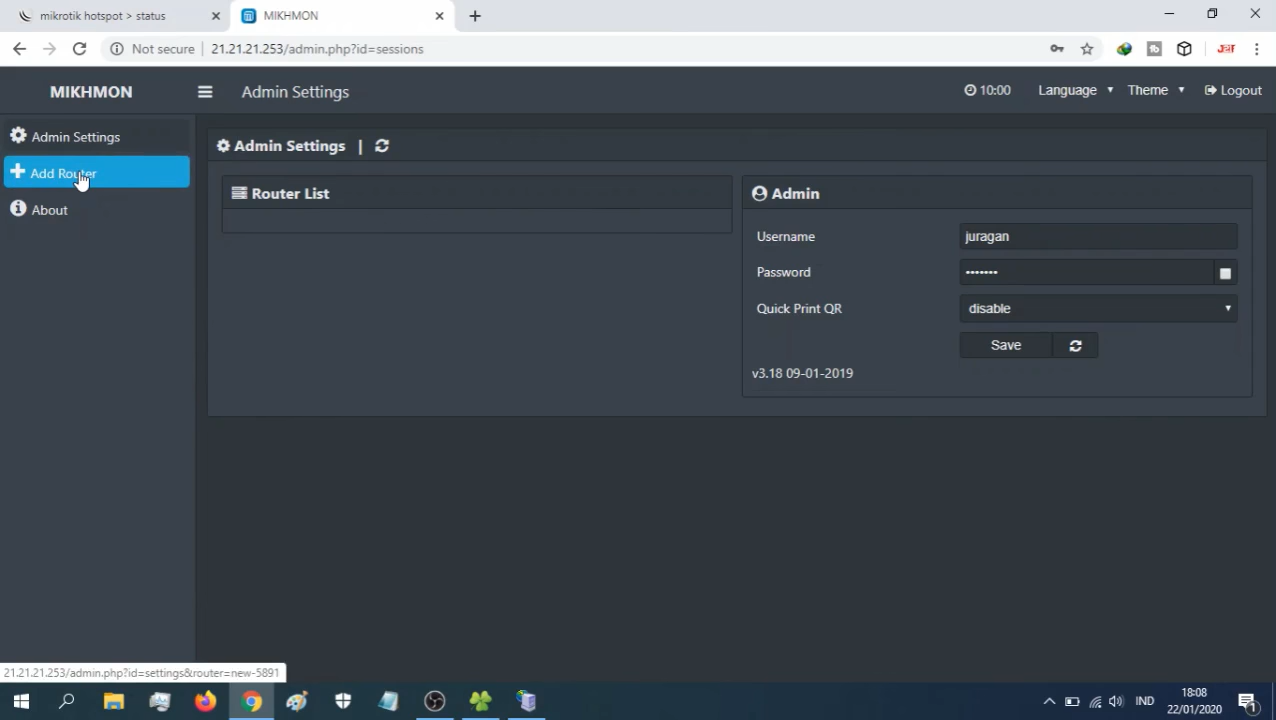 mikrotik hotspot > status
MIKHMON
Not secure
21.21.21.253/admin.php?id=sessions
MIKHMON
Admin Settings
10:00
Language
Theme
Logout
Admin Settings
Add Router
About
Admin Settings |
Router List
Admin
Username
juragan
Password
•••••••
Quick Print QR
disable
Save
v3.18 09-01-2019
21.21.21.253/admin.php?id=settings&router=new-5891
IND
18:08
22/01/2020
1